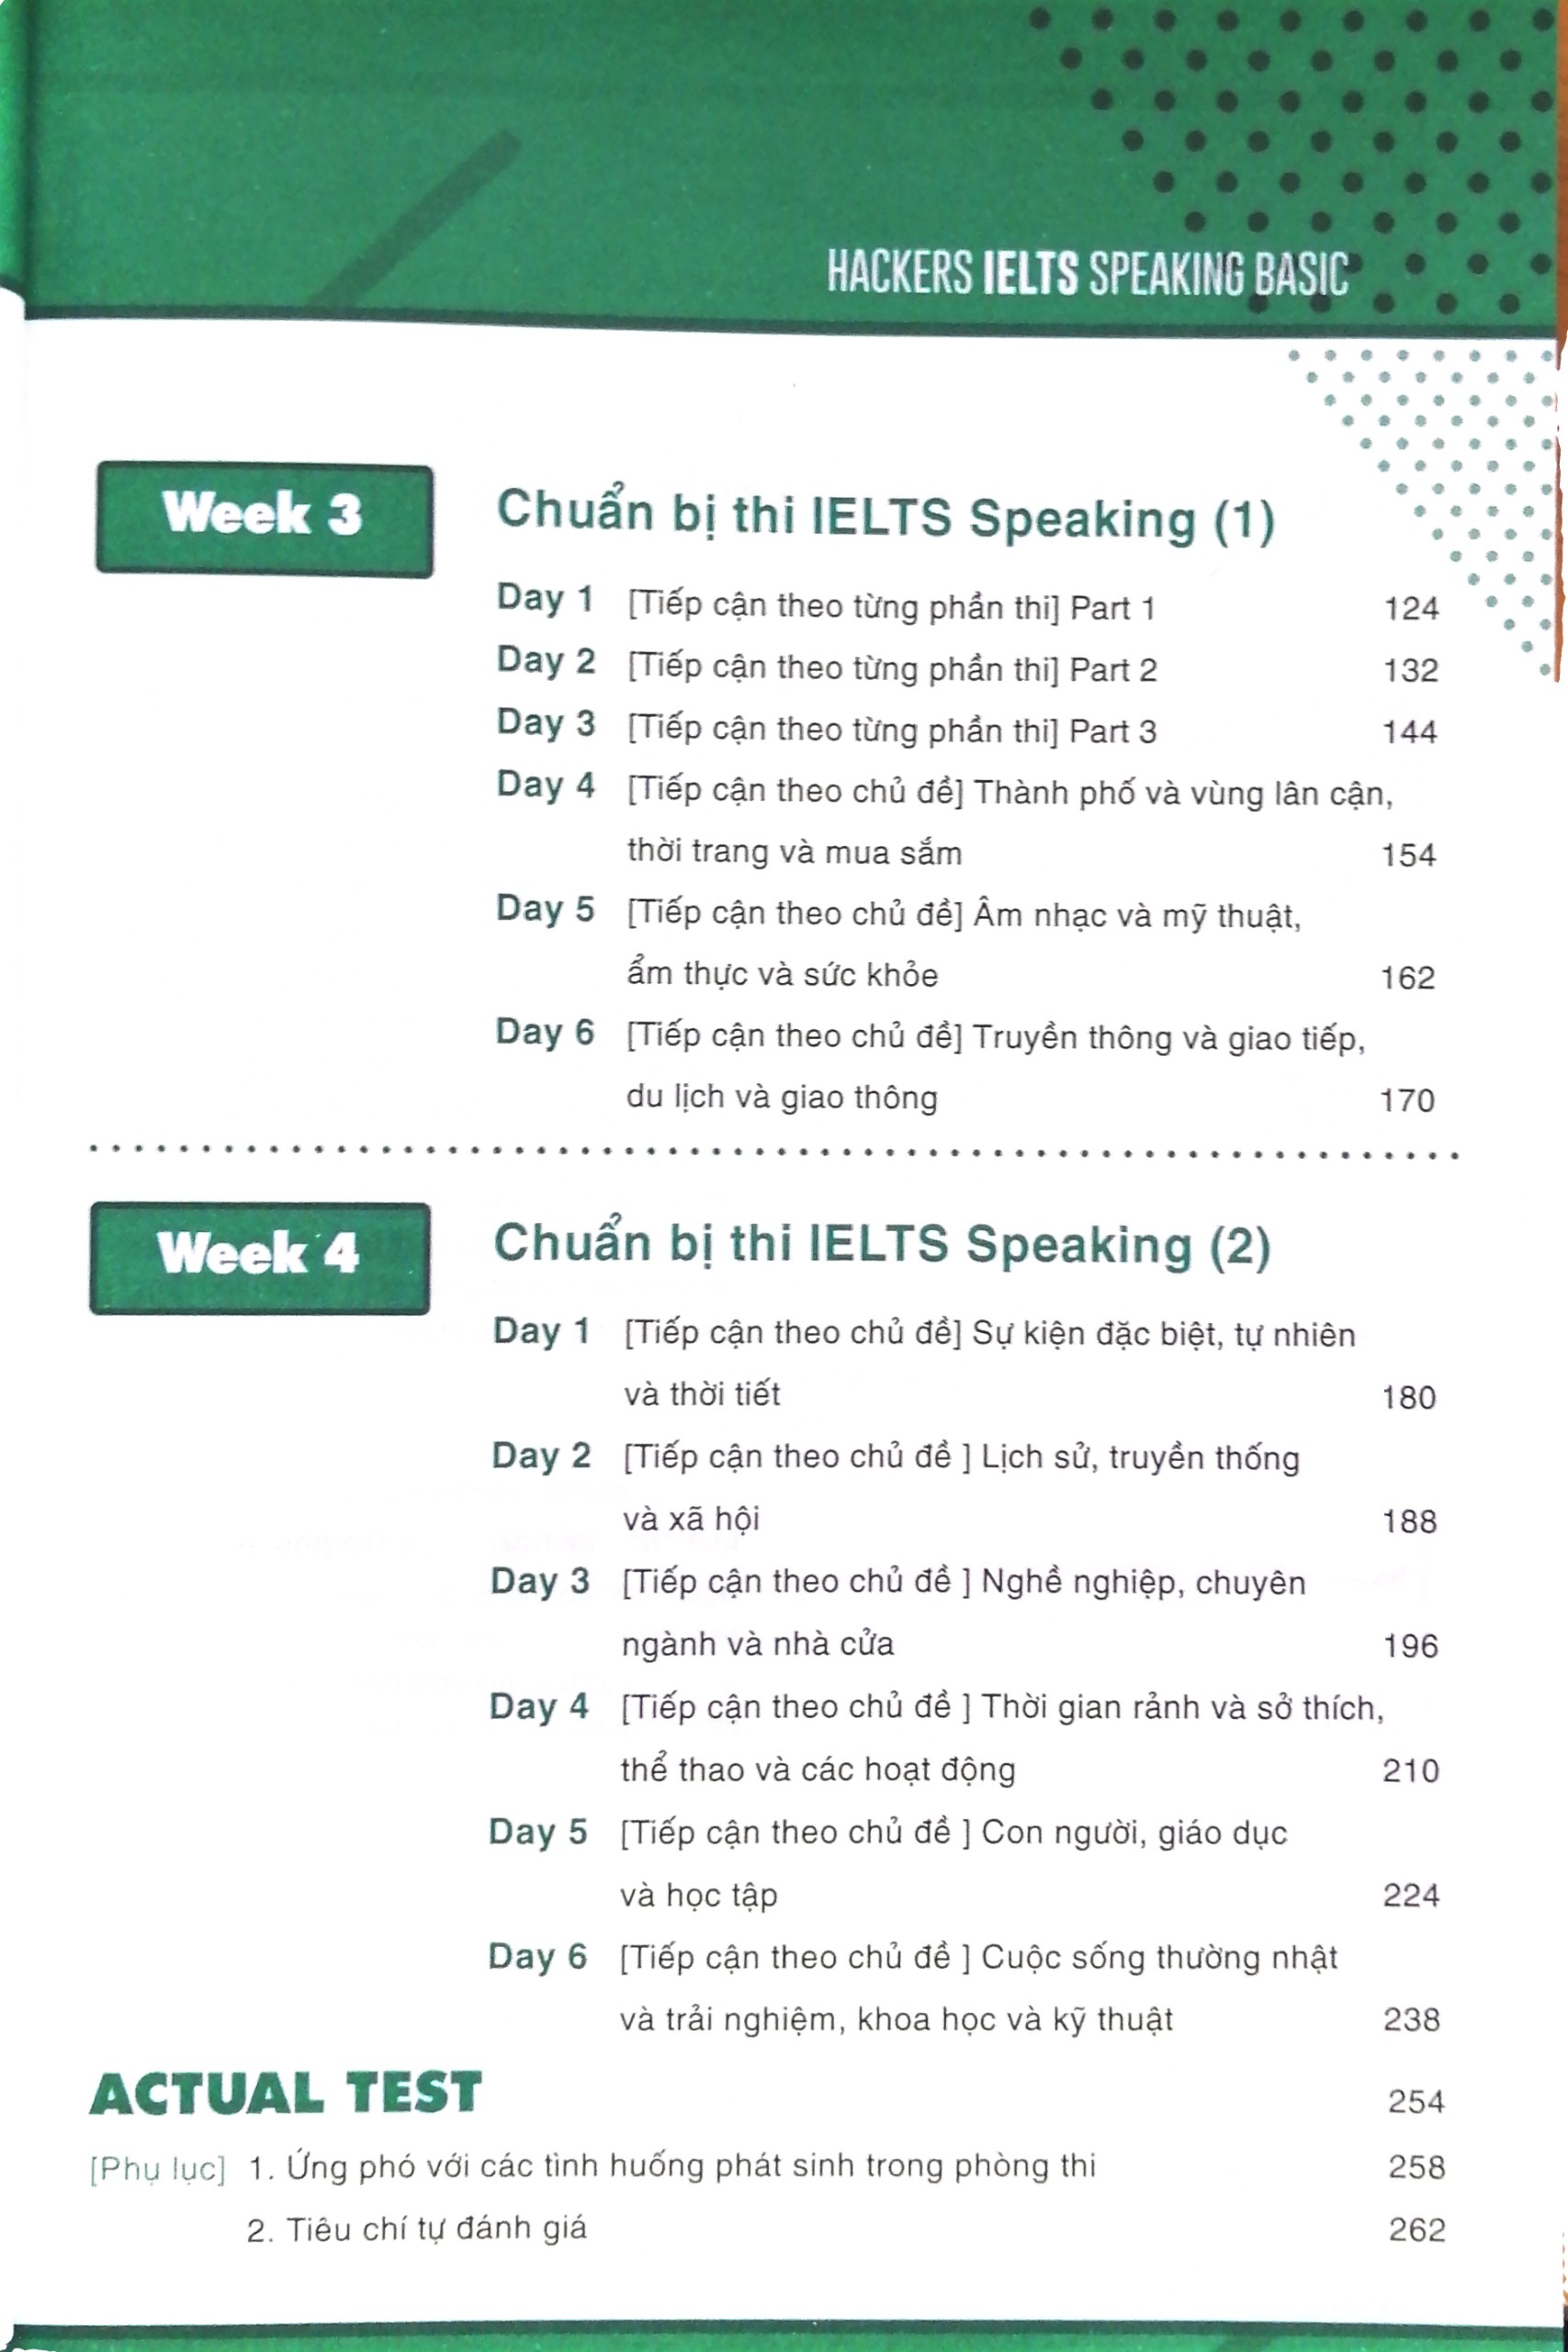 HACKERS IELTS SPEAKING BASIC
Week 3
Chuẩn bị thi IELTS Speaking (1)
Day 1 [Tiếp cận theo từng phần thi] Part 1 124
Day 2 [Tiếp cận theo từng phần thi] Part 2 132
Day 3 [Tiếp cận theo từng phần thi] Part 3 144
Day 4 [Tiếp cận theo chủ đề] Thành phố và vùng lân cận,
thời trang và mua sắm 154
Day 5 [Tiếp cận theo chủ đề] Âm nhạc và mỹ thuật,
ẩm thực và sức khỏe 162
Day 6 [Tiếp cận theo chủ đề] Truyền thông và giao tiếp,
du lịch và giao thông 170
Week 4
Chuẩn bị thi IELTS Speaking (2)
Day 1 [Tiếp cận theo chủ đề] Sự kiện đặc biệt, tự nhiên
và thời tiết 180
Day 2 [Tiếp cận theo chủ đề ] Lịch sử, truyền thống
và xã hội 188
Day 3 [Tiếp cận theo chủ đề ] Nghề nghiệp, chuyên
ngành và nhà cửa 196
Day 4 [Tiếp cận theo chủ đề ] Thời gian rảnh và sở thích,
thể thao và các hoạt động 210
Day 5 [Tiếp cận theo chủ đề ] Con người, giáo dục
và học tập 224
Day 6 [Tiếp cận theo chủ đề ] Cuộc sống thường nhật
và trải nghiệm, khoa học và kỹ thuật 238
ACTUAL TEST 254
[Phụ lục] 1. Ứng phó với các tình huống phát sinh trong phòng thi 258
2. Tiêu chí tự đánh giá 262